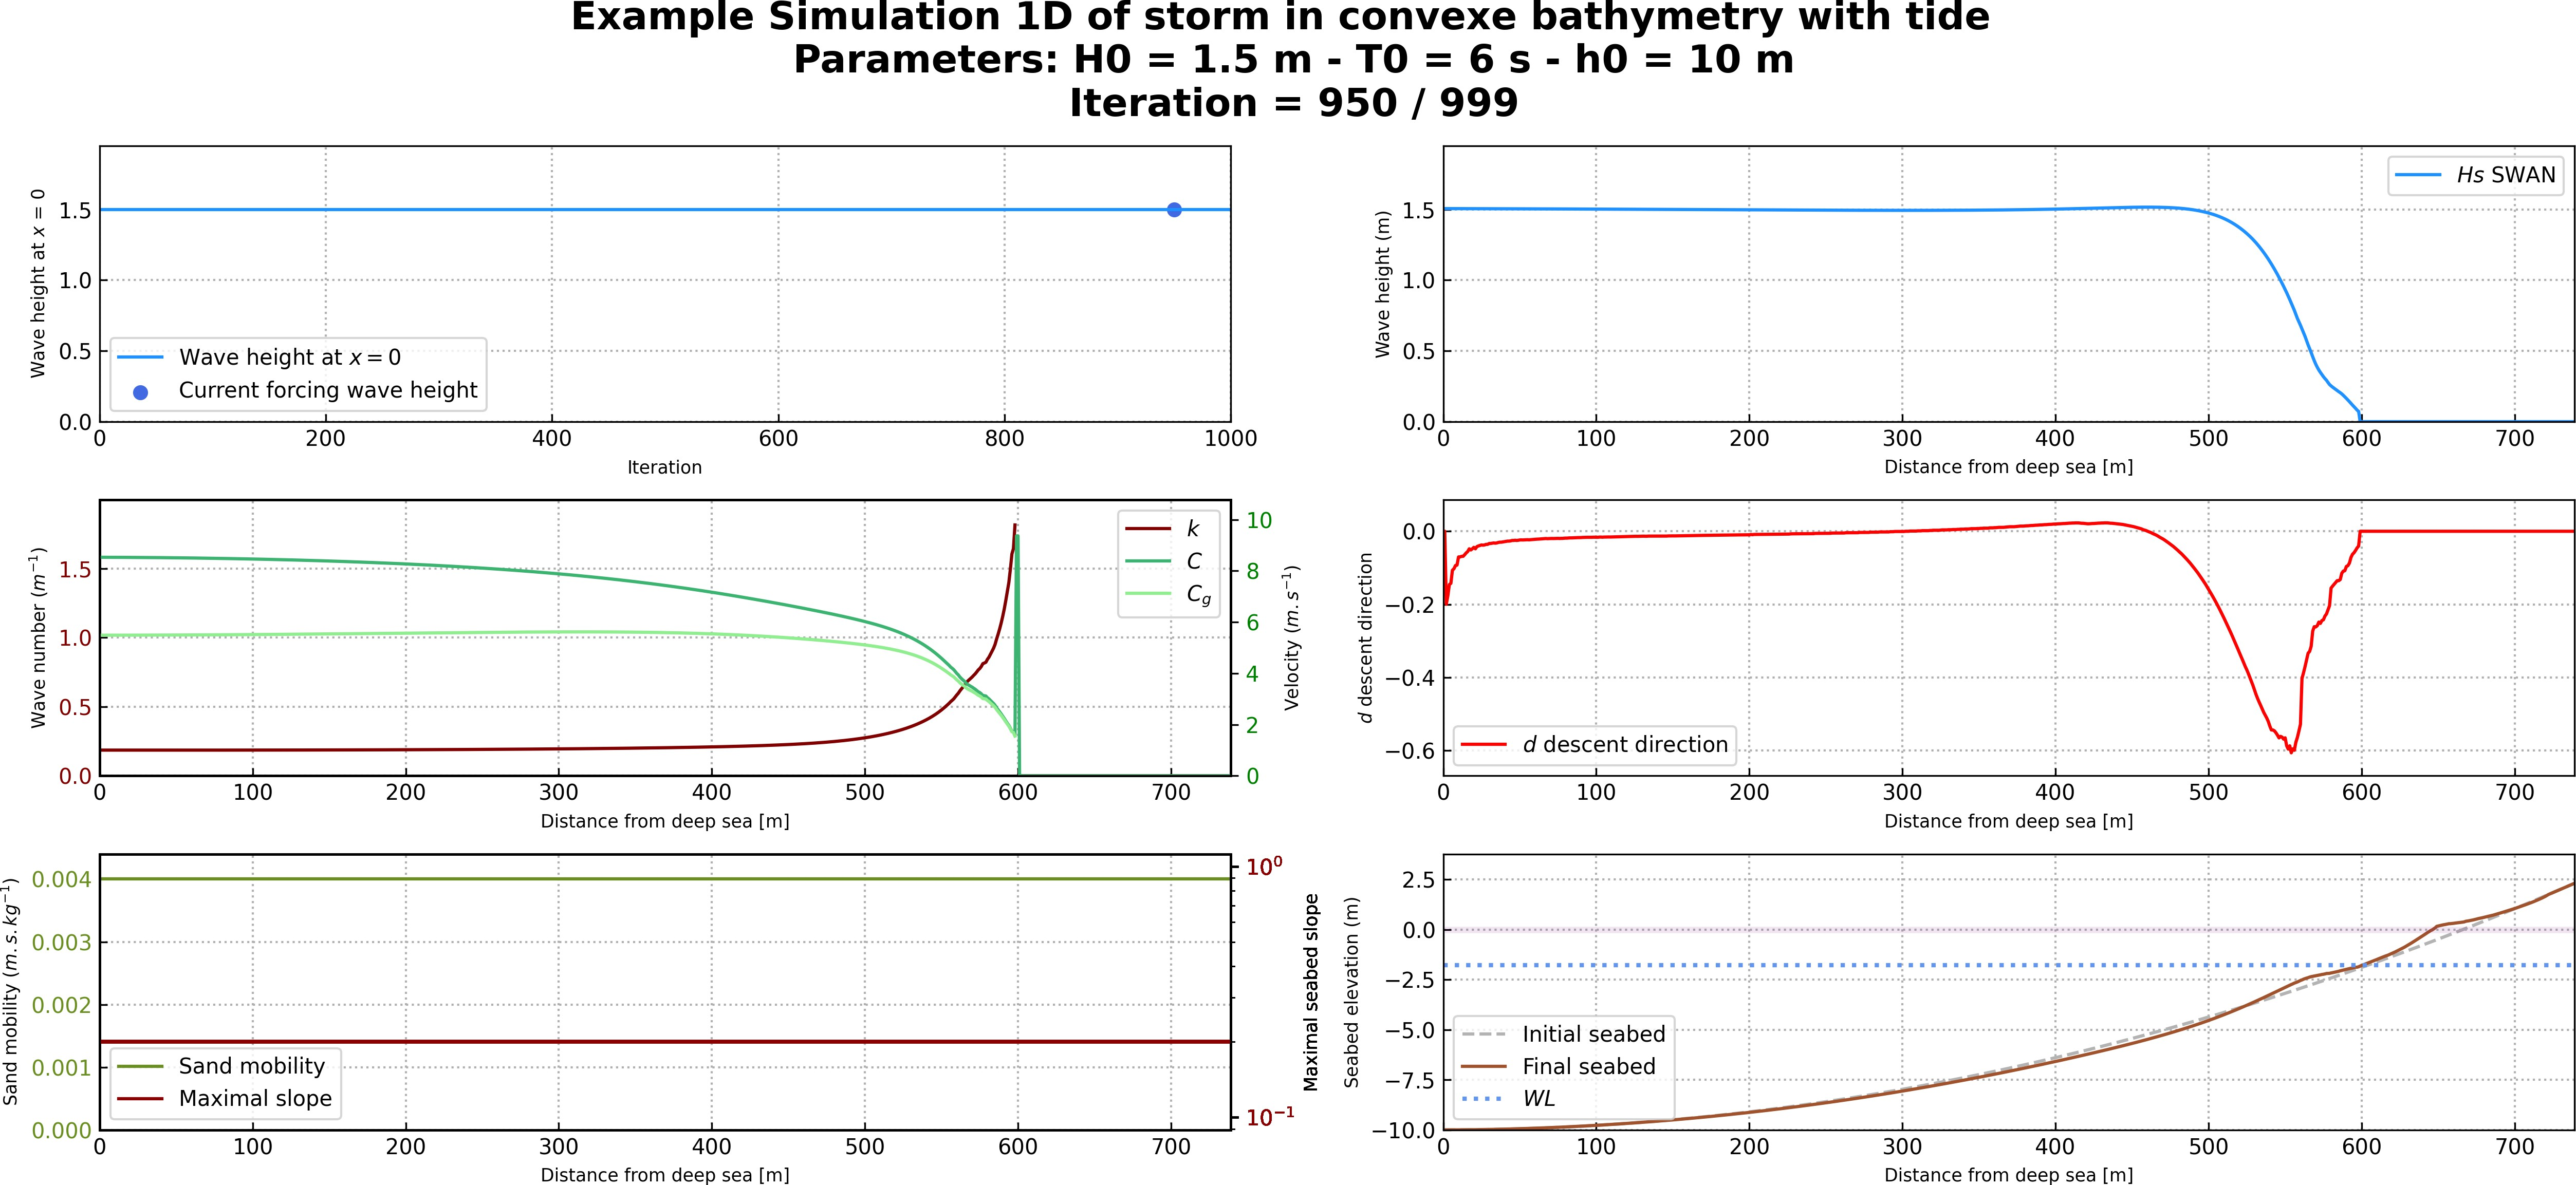 Example Simulation 1D of storm in convexe bathymetry with tide
Parameters: H0 = 1.5 m - T0 = 6 s - h0 = 10 m
Iteration = 950 / 999
Wave height at x = 0
1.5
1.0
0.5
0.0
Wave height at x = 0
Current forcing wave height
0 200 400 600 800 1000
Iteration
Wave height (m)
1.5
1.0
0.5
0.0
Hs SWAN
0 100 200 300 400 500 600 700
Distance from deep sea [m]
Wave number (m⁻¹)
1.5
1.0
0.5
0.0
k
C
C_g
10
8
6
4
2
0
Velocity (m.s⁻¹)
0 100 200 300 400 500 600 700
Distance from deep sea [m]
d descent direction
0.0
−0.2
−0.4
−0.6
d descent direction
0 100 200 300 400 500 600 700
Distance from deep sea [m]
Sand mobility (m.s.kg⁻¹)
0.004
0.003
0.002
0.001
0.000
Sand mobility
Maximal slope
10⁰
10⁻¹
Maximal seabed slope
0 100 200 300 400 500 600 700
Distance from deep sea [m]
Seabed elevation (m)
2.5
0.0
−2.5
−5.0
−7.5
−10.0
Initial seabed
Final seabed
WL
0 100 200 300 400 500 600 700
Distance from deep sea [m]